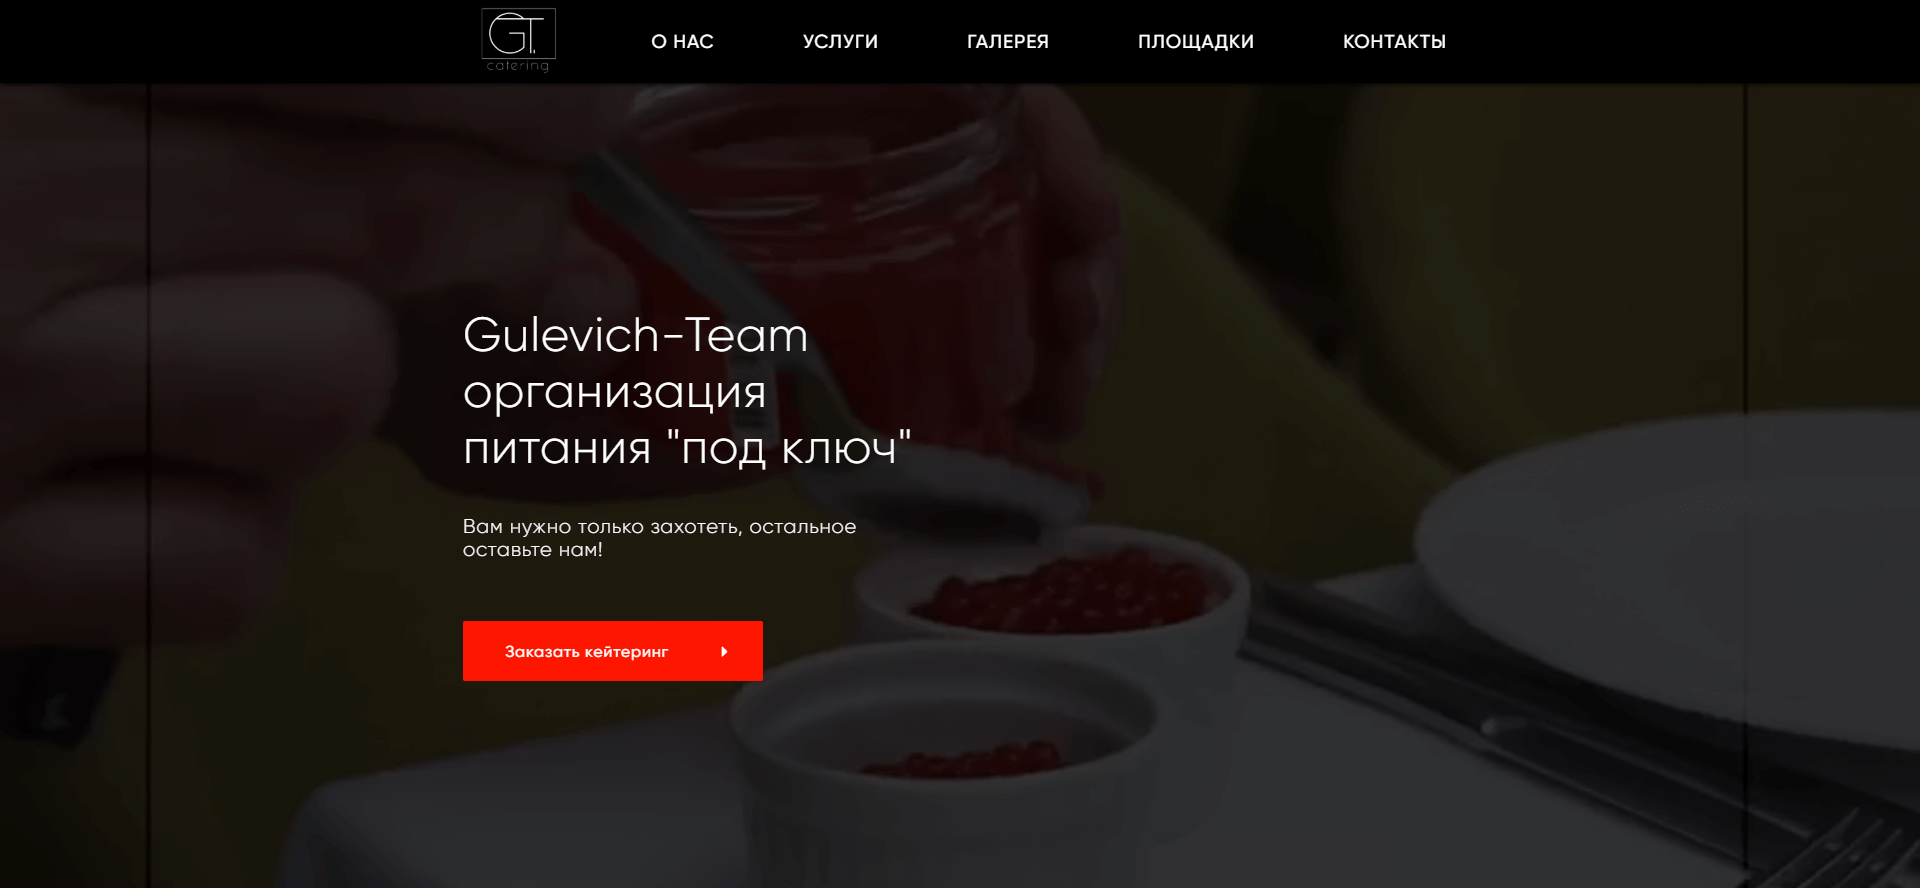 GT.
catering
О НАС
УСЛУГИ
ГАЛЕРЕЯ
ПЛОЩАДКИ
КОНТАКТЫ
Gulevich-Team
организация
питания "под ключ"
Вам нужно только захотеть, остальное
оставьте нам!
Заказать кейтеринг